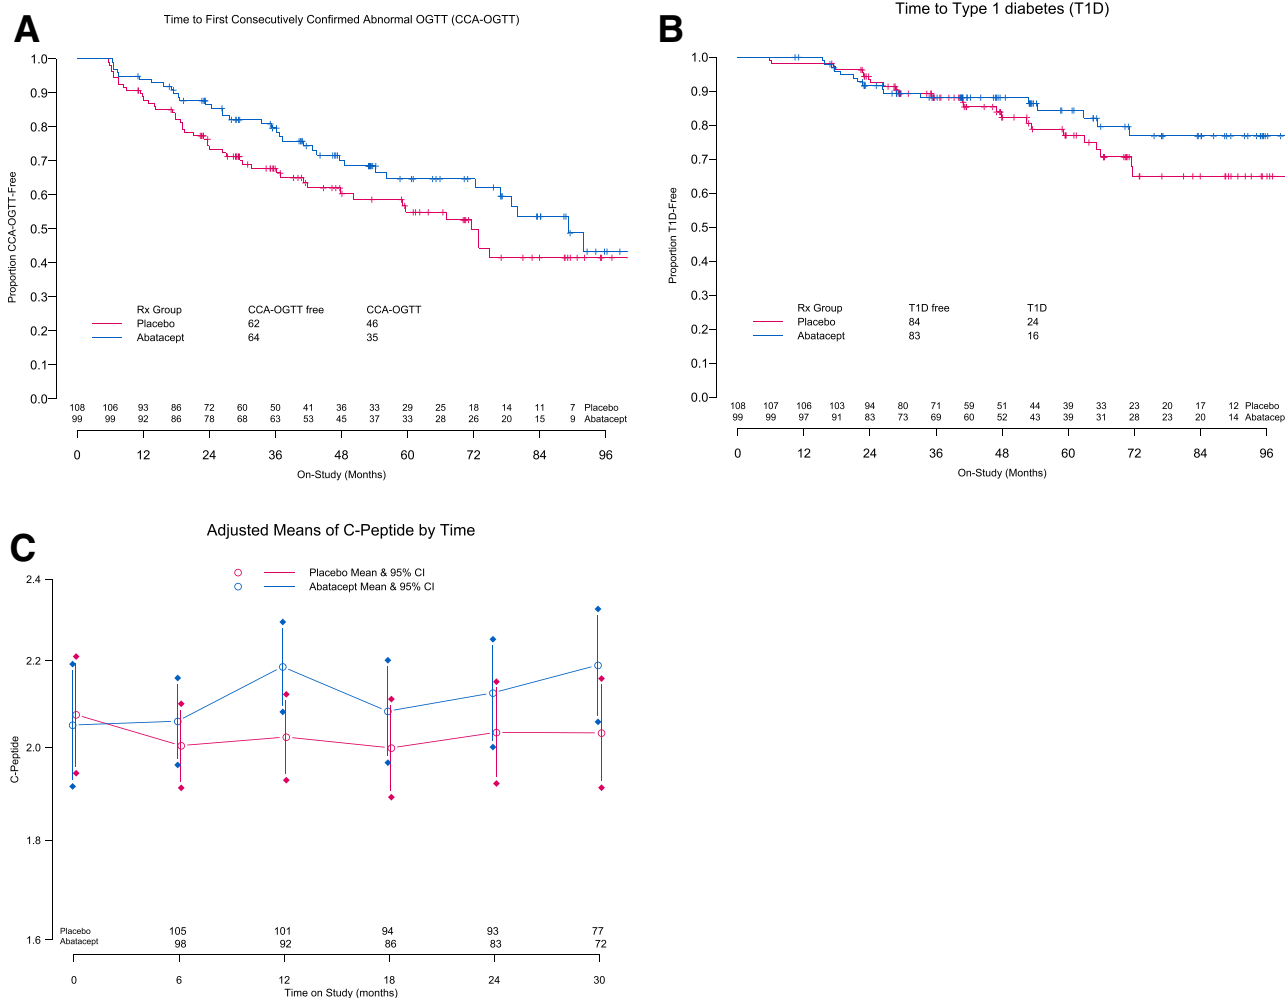 A
Time to First Consecutively Confirmed Abnormal OGTT (CCA-OGTT)
1.0
0.9
0.8
0.7
0.6
0.5
0.4
0.3
0.2
0.1
0.0
Proportion CCA-OGTT-Free
Rx Group CCA-OGTT free CCA-OGTT
Placebo 62 46
Abatacept 64 35
108 106 93 86 72 60 50 41 36 33 29 25 18 14 11 7 Placebo
99 99 92 86 78 68 63 53 45 37 33 28 26 20 15 9 Abatacept
0 12 24 36 48 60 72 84 96
On-Study (Months)
B
Time to Type 1 diabetes (T1D)
1.0
0.9
0.8
0.7
0.6
0.5
0.4
0.3
0.2
0.1
0.0
Proportion T1D-Free
Rx Group T1D free T1D
Placebo 84 24
Abatacept 83 16
108 107 106 103 94 80 71 59 51 44 39 33 23 20 17 12 Placebo
99 99 97 91 83 73 69 60 52 43 39 31 28 23 20 14 Abatacep
0 12 24 36 48 60 72 84 96
On-Study (Months)
C
Adjusted Means of C-Peptide by Time
Placebo Mean & 95% CI
Abatacept Mean & 95% CI
2.4
2.2
2.0
1.8
1.6
C-Peptide
Placebo 105 101 94 93 77
Abatacept 98 92 86 83 72
0 6 12 18 24 30
Time on Study (months)